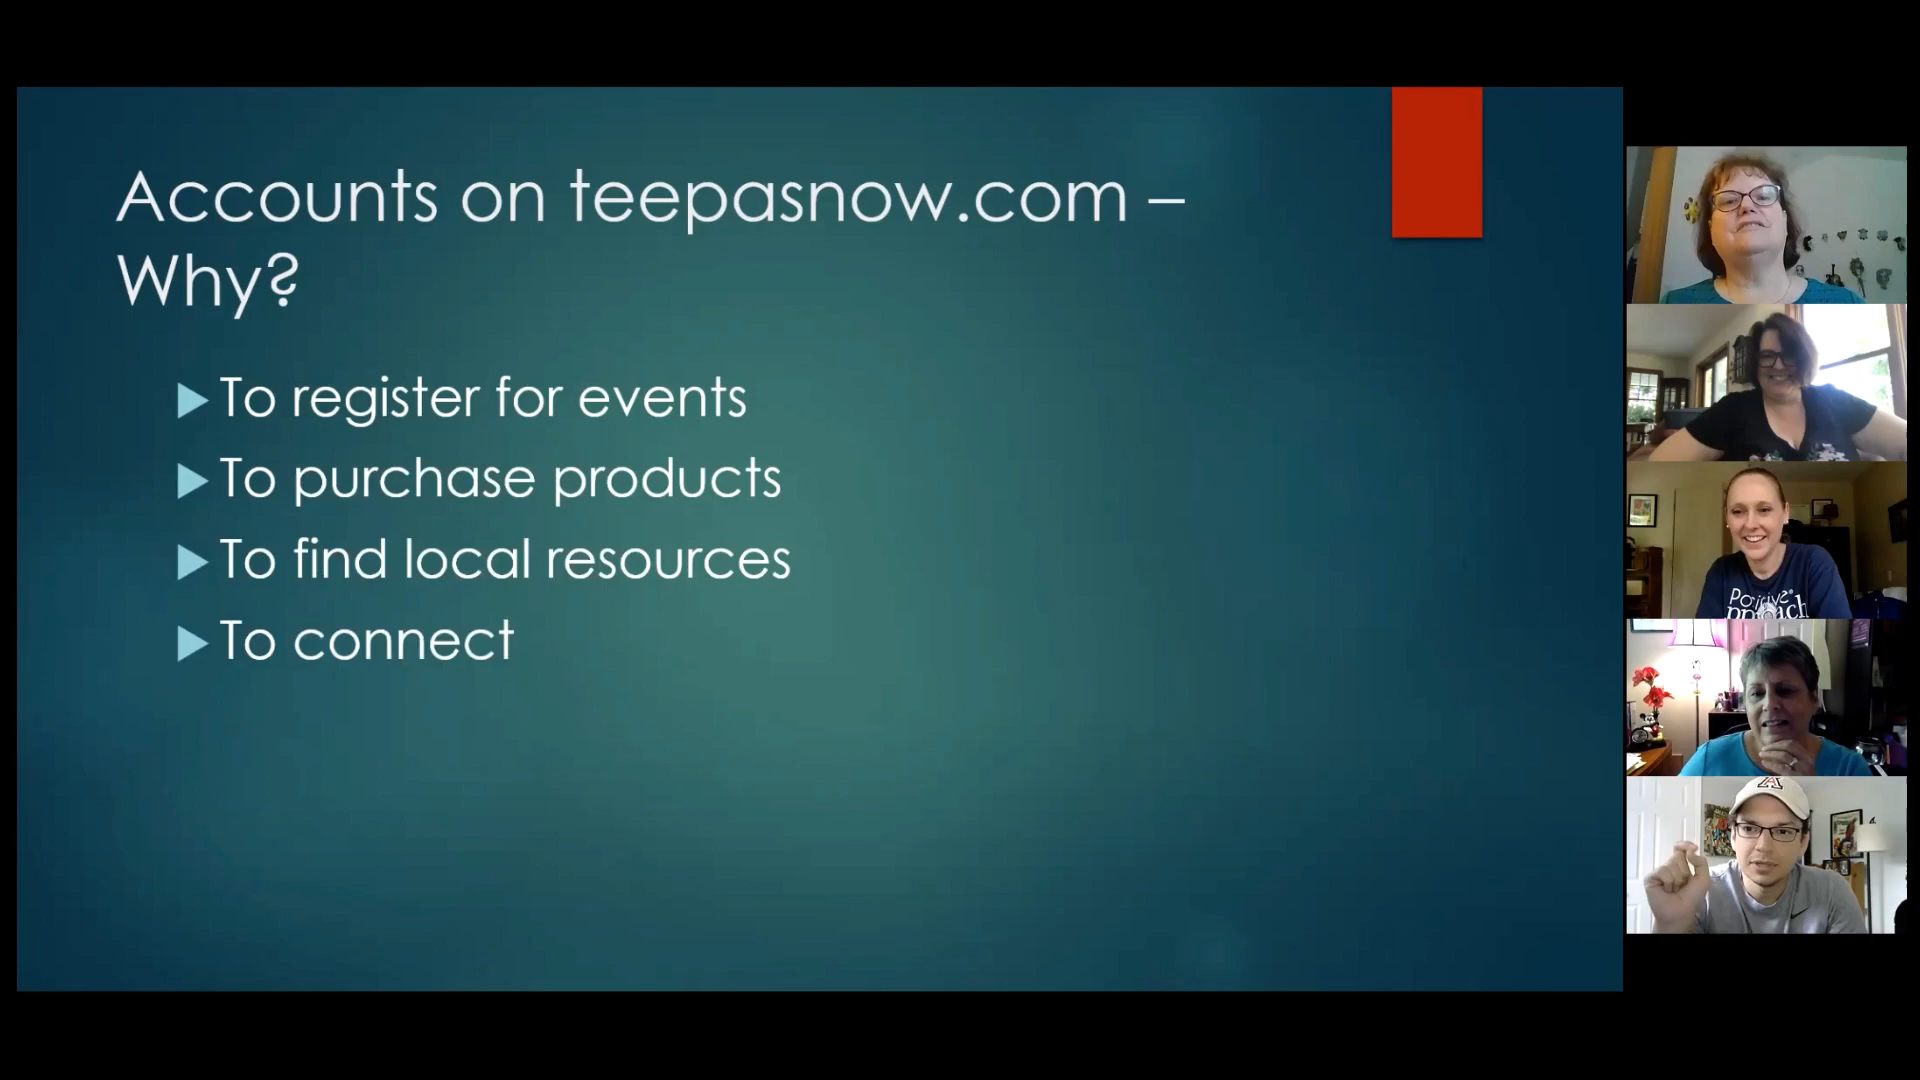 Accounts on teepasnow.com –
Why?
To register for events
To purchase products
To find local resources
To connect
A